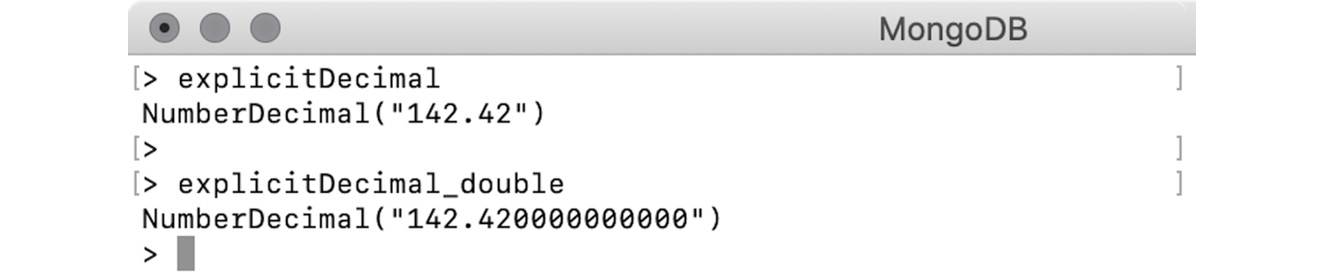 MongoDB
[> explicitDecimal ]
NumberDecimal("142.42")
[> ]
[> explicitDecimal_double ]
NumberDecimal("142.420000000000")
>